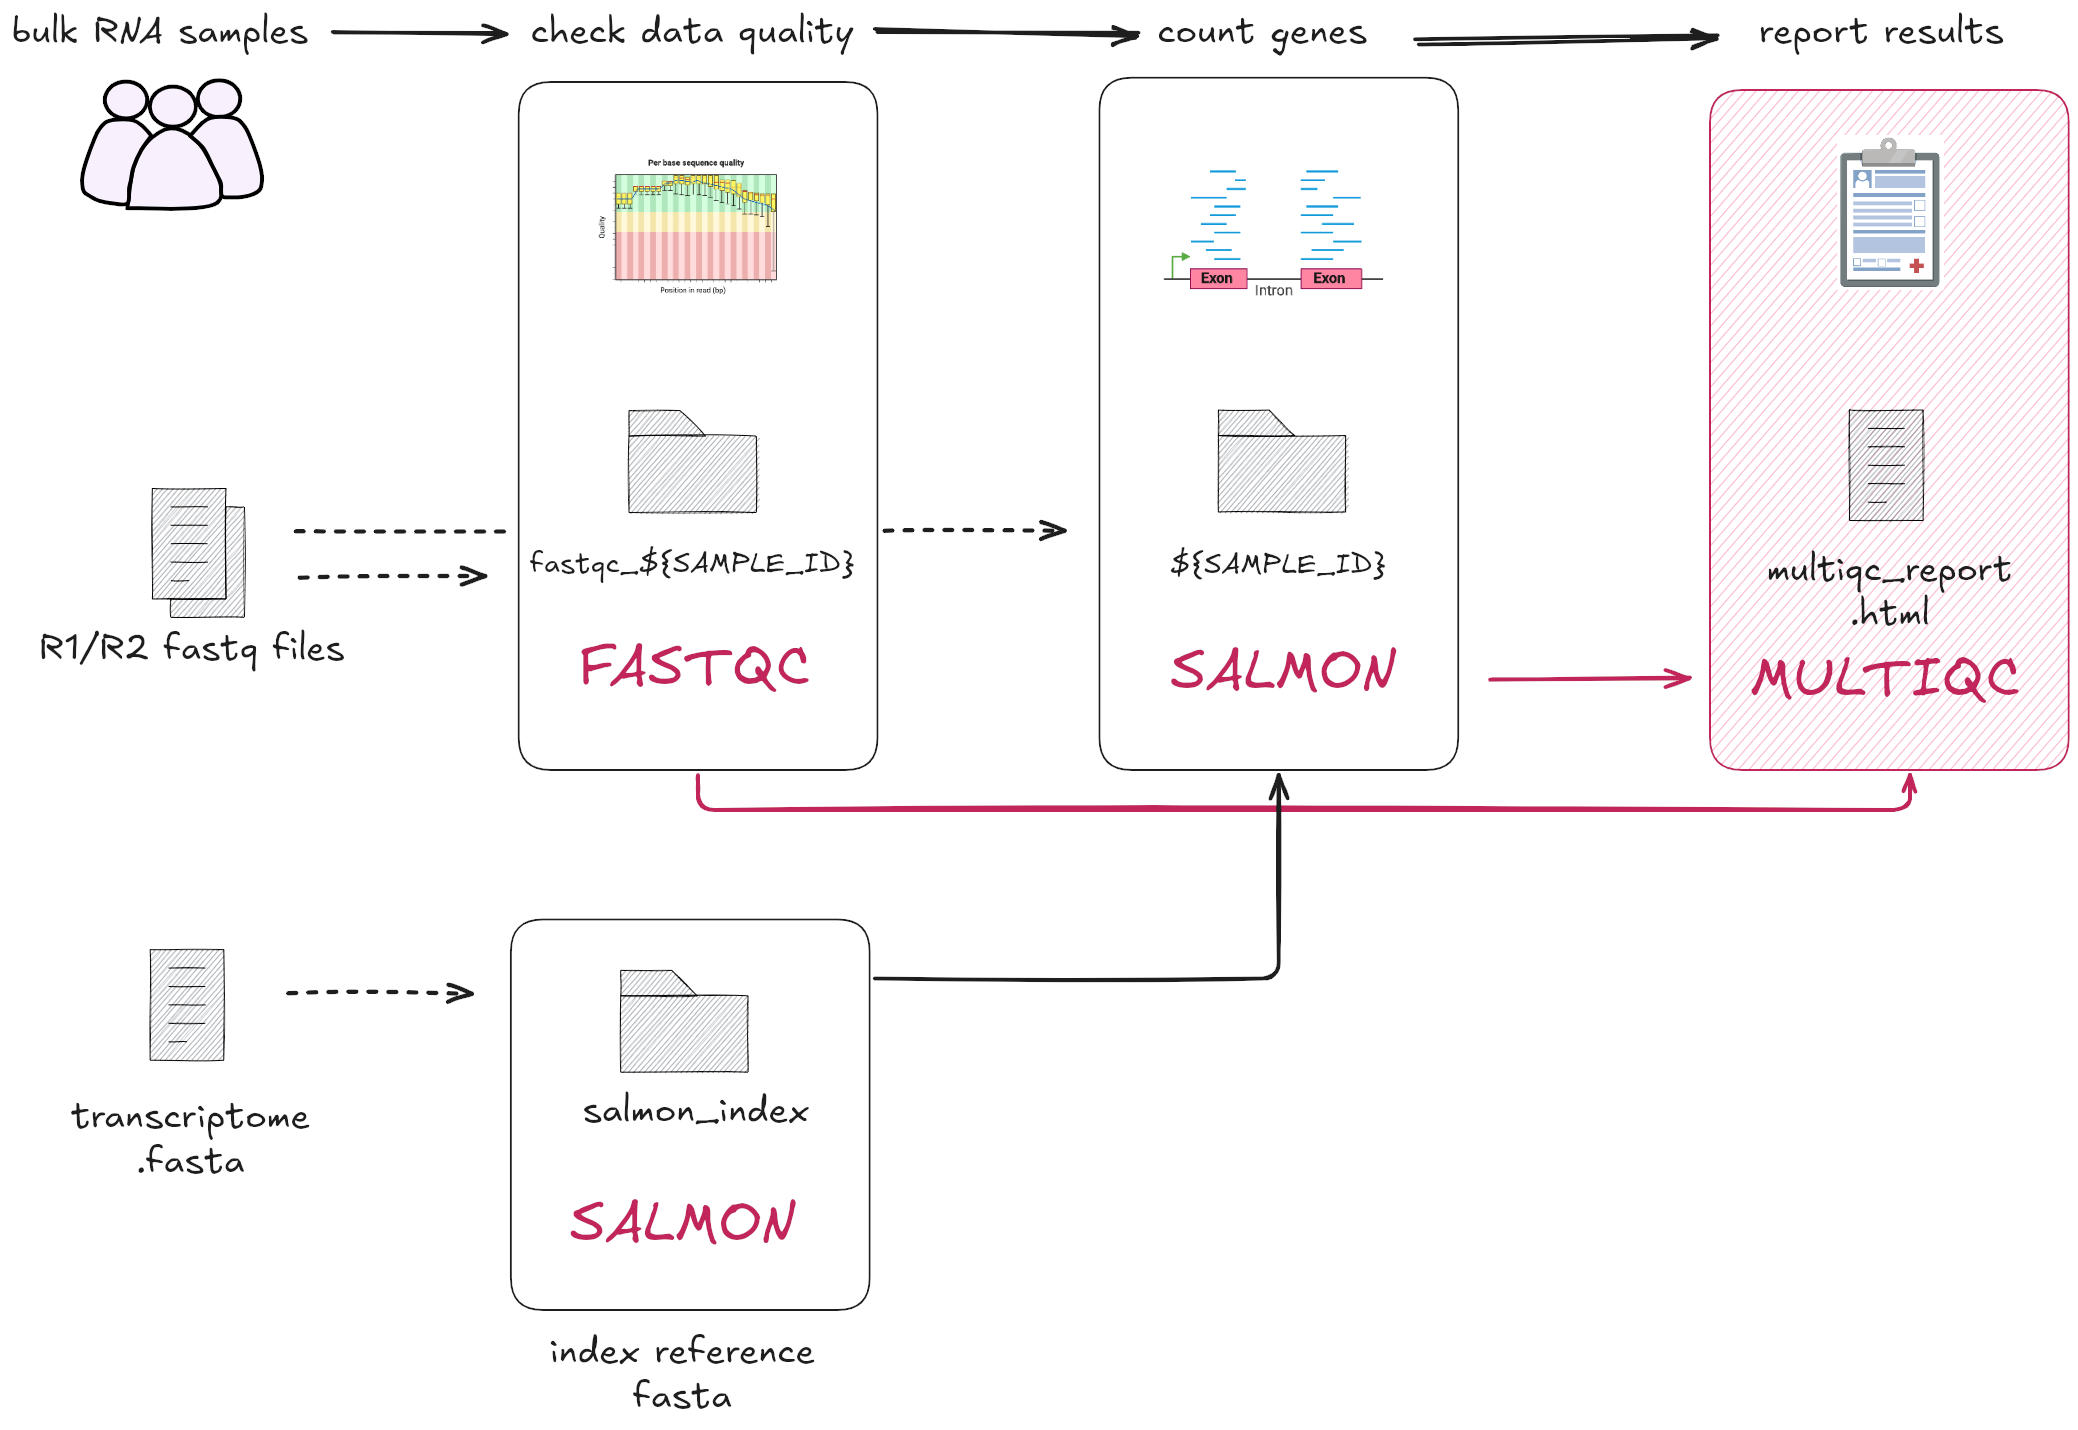 bulk RNA samples
check data quality
count genes
report results
Per base sequence quality
Quality
Position in read (bp)
Exon
Intron
Exon
fastqc_${SAMPLE_ID}
FASTQC
${SAMPLE_ID}
SALMON
multiqc_report
.html
MULTIQC
R1/R2 fastq files
transcriptome
.fasta
salmon_index
SALMON
index reference
fasta